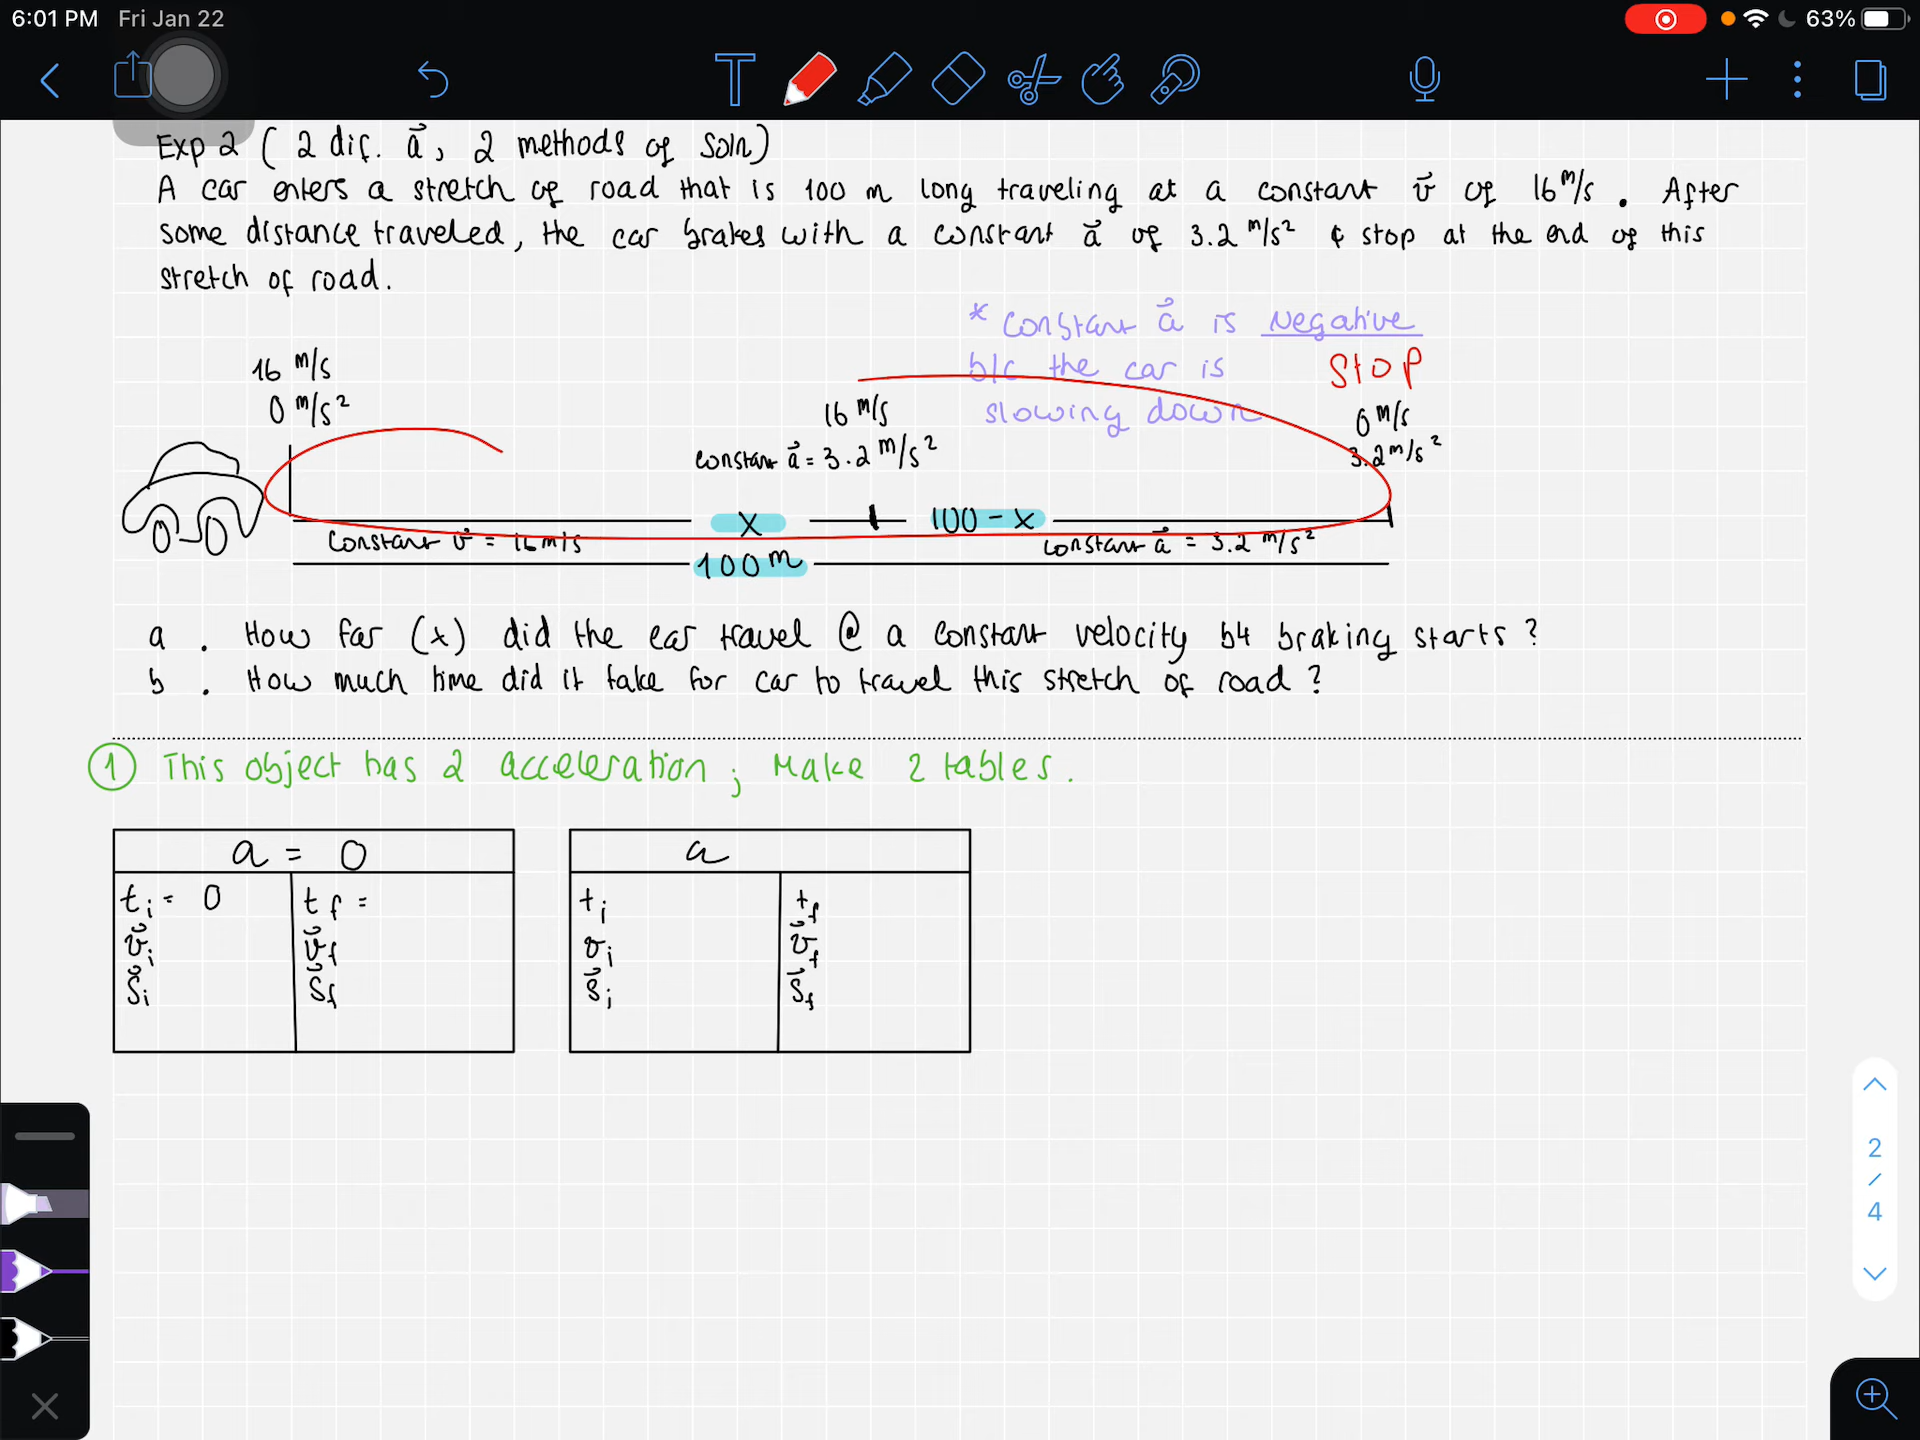 6:01 PM Fri Jan 22
63%
Exp 2 ( 2 dif. a⃗, 2 methods of soln)
A car enters a stretch of road that is 100 m long traveling at a constant v⃗ of 16 m/s. After
some distance traveled, the car brakes with a constant a⃗ of 3.2 m/s² & stop at the end of this
stretch of road.
* constant a⃗ is Negative
b/c the car is
slowing down
STOP
16 m/s
0 m/s²
16 m/s
constant a⃗ = 3.2 m/s²
0 m/s
3.2 m/s²
x
100 - x
constant v⃗ = 16 m/s
constant a⃗ = 3.2 m/s²
100 m
a. How far (x) did the car travel @ a constant velocity b4 braking starts?
b. How much time did it take for car to travel this stretch of road?
1 This object has 2 acceleration; Make 2 tables.
a = 0
tᵢ = 0
t_f =
v⃗ᵢ
v⃗_f
s⃗ᵢ
s⃗_f
a
tᵢ
t_f
vᵢ
v⃗_f
s⃗ᵢ
s⃗_f
2
/
4